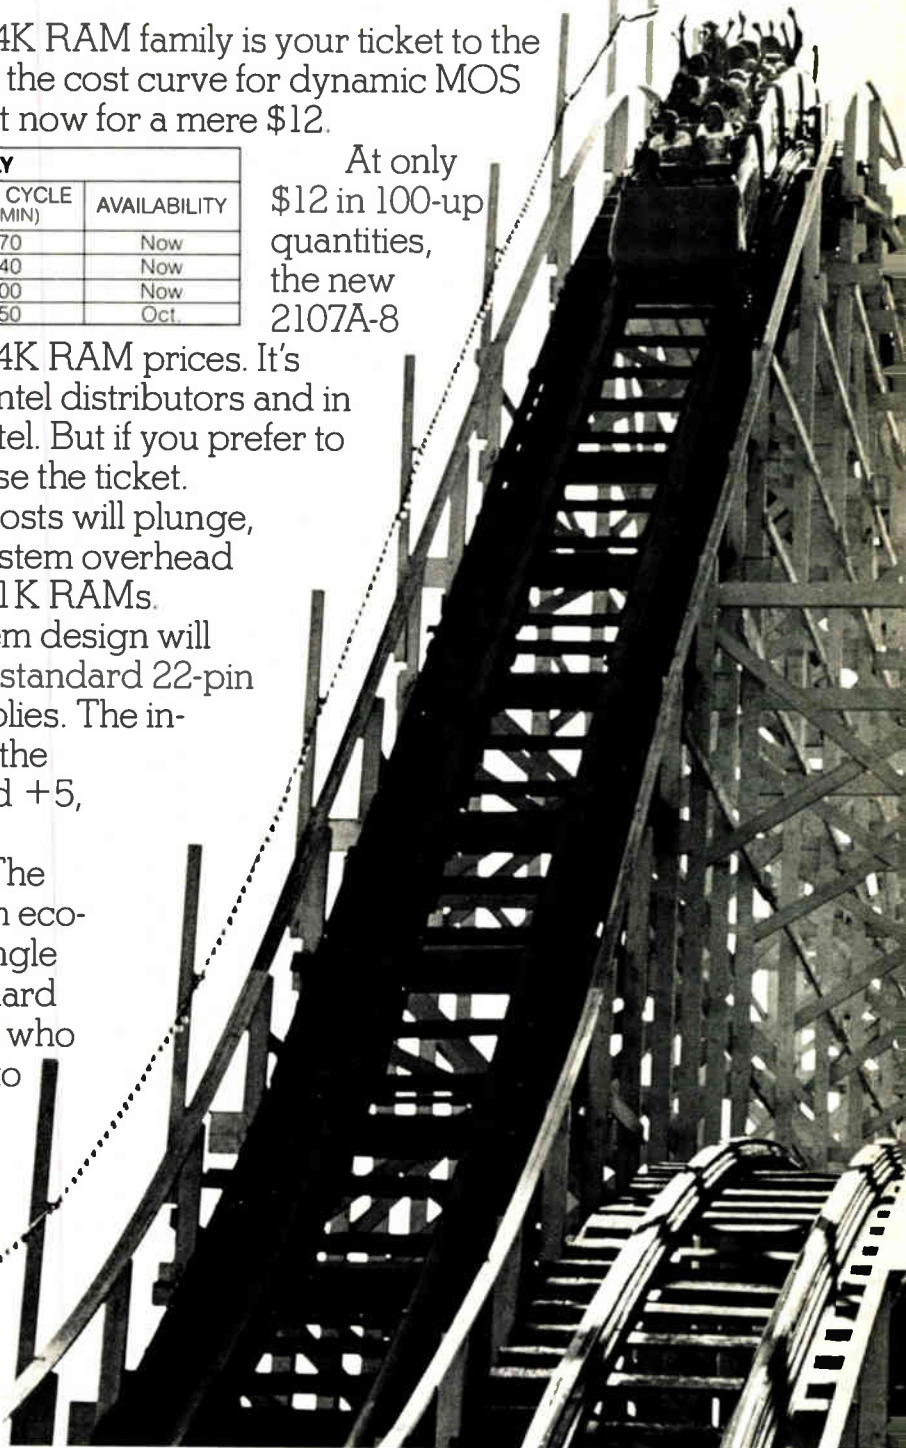 4K RAM family is your ticket to the
the cost curve for dynamic MOS
t now for a mere $12.
Y
CYCLE
MIN)
AVAILABILITY
70 Now
40 Now
00 Now
50 Oct.
At only
$12 in 100-up
quantities,
the new
2107A-8
4K RAM prices. It's
ntel distributors and in
tel. But if you prefer to
se the ticket.
osts will plunge,
stem overhead
1K RAMs.
em design will
standard 22-pin
plies. The in-
the
d +5,
The
n eco-
ngle
ard
who
to